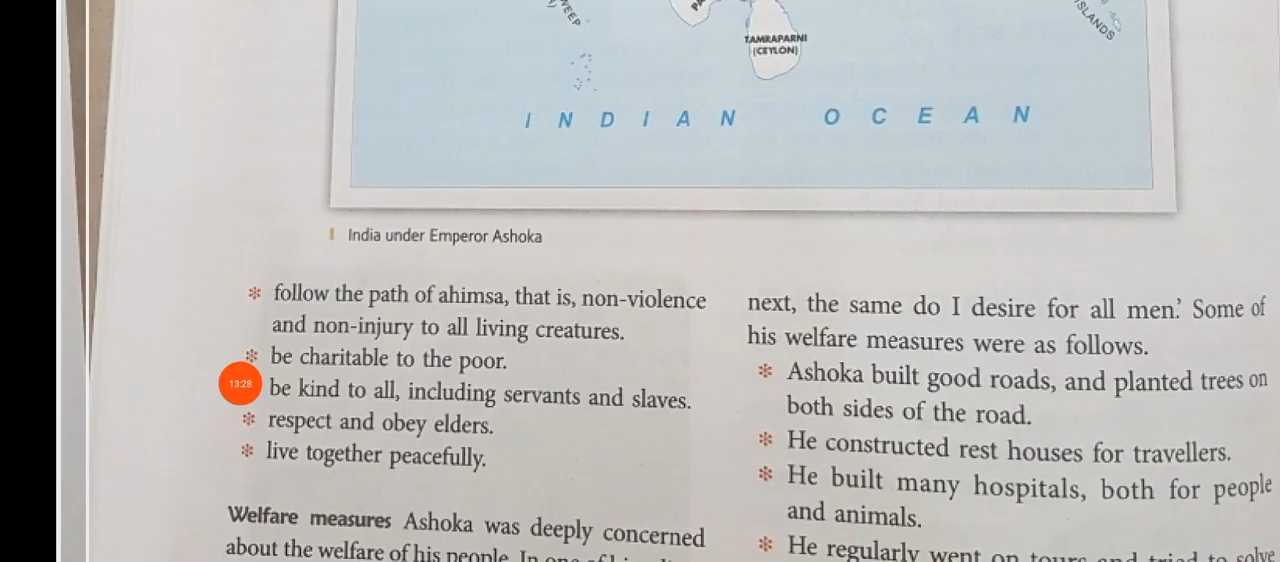 TAMRAPARNI
(CEYLON)
INDIAN OCEAN
India under Emperor Ashoka
* follow the path of ahimsa, that is, non-violence
and non-injury to all living creatures.
* be charitable to the poor.
13:28
be kind to all, including servants and slaves.
* respect and obey elders.
* live together peacefully.
Welfare measures Ashoka was deeply concerned
about the welfare of his people. In one of
next, the same do I desire for all men.' Some of
his welfare measures were as follows.
* Ashoka built good roads, and planted trees on
both sides of the road.
* He constructed rest houses for travellers.
* He built many hospitals, both for people
and animals.
* He regularly went on tours and tried to solve